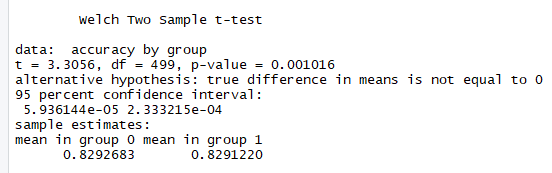 Welch Two Sample t-test
data:  accuracy by group
t = 3.3056, df = 499, p-value = 0.001016
alternative hypothesis: true difference in means is not equal to 0
95 percent confidence interval:
 5.936144e-05 2.333215e-04
sample estimates:
mean in group 0 mean in group 1
      0.8292683       0.8291220